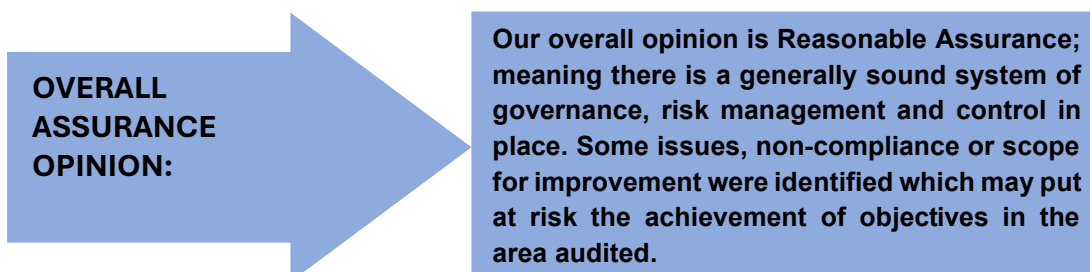 OVERALL
ASSURANCE
OPINION:
Our overall opinion is Reasonable Assurance;
meaning there is a generally sound system of
governance, risk management and control in
place. Some issues, non-compliance or scope
for improvement were identified which may put
at risk the achievement of objectives in the
area audited.